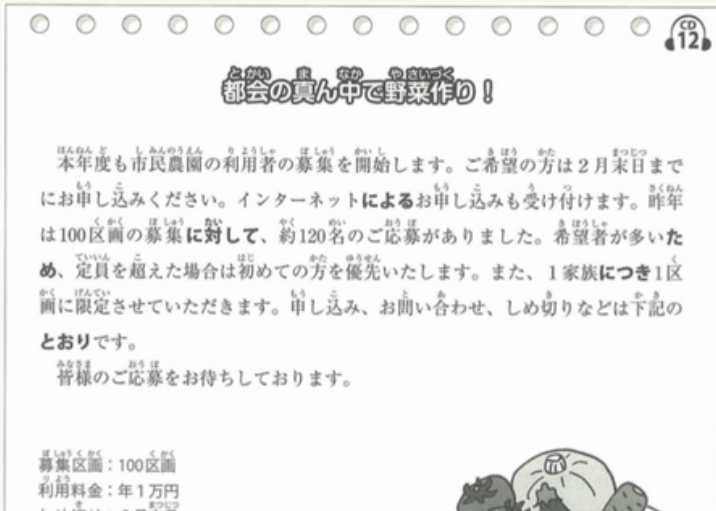 CD
12
都会の真ん中で野菜作り！
本年度も市民農園の利用者の募集を開始します。ご希望の方は２月末日まで
にお申し込みください。インターネットによるお申し込みも受け付けます。昨年
は100区画の募集に対して、約120名のご応募がありました。希望者が多いた
め、定員を超えた場合は初めての方を優先いたします。また、１家族につき１区
画に限定させていただきます。申し込み、お問い合わせ、しめ切りなどは下記の
とおりです。
皆様のご応募をお待ちしております。
募集区画：100区画
利用料金：年１万円